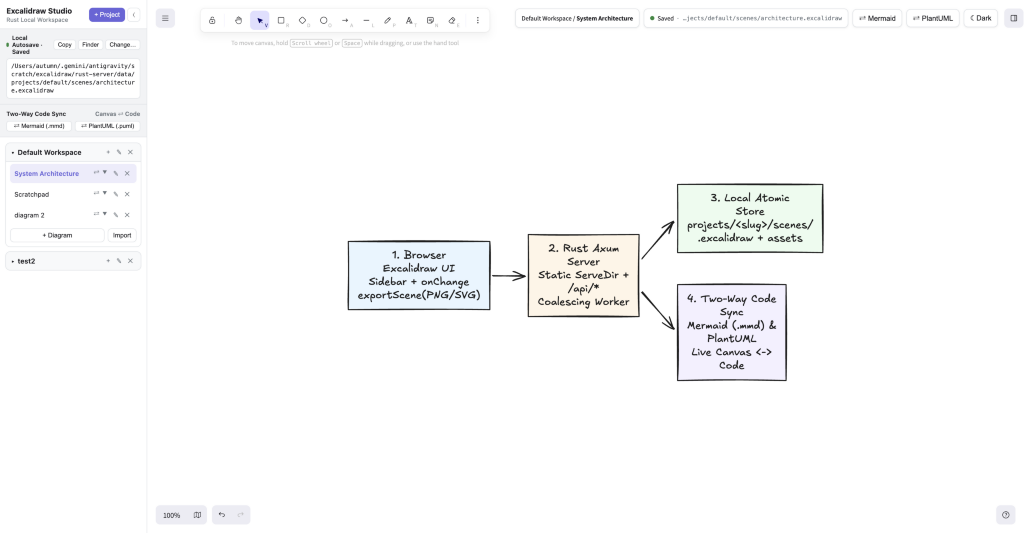 Excalidraw Studio
Rust Local Workspace
+ Project
Local
Autosave ·
Saved
Copy
Finder
Change...
/Users/autumn/.gemini/antigravity/s
cratch/excalidraw/rust-server/data/
projects/default/scenes/architectur
e.excalidraw
Two-Way Code Sync
Canvas ⇌ Code
⇌ Mermaid (.mmd)
⇌ PlantUML (.puml)
Default Workspace
System Architecture
Scratchpad
diagram 2
+ Diagram
Import
test2
Default Workspace / System Architecture
Saved · …jects/default/scenes/architecture.excalidraw
⇌ Mermaid
⇌ PlantUML
☾ Dark
To move canvas, hold Scroll wheel or Space while dragging, or use the hand tool
1. Browser
Excalidraw UI
Sidebar + onChange
exportScene(PNG/SVG)
2. Rust Axum
Server
Static ServeDir +
/api/*
Coalescing Worker
3. Local Atomic
Store
projects/<slug>/scenes/
.excalidraw + assets
4. Two-Way Code
Sync
Mermaid (.mmd) &
PlantUML
Live Canvas <->
Code
100%